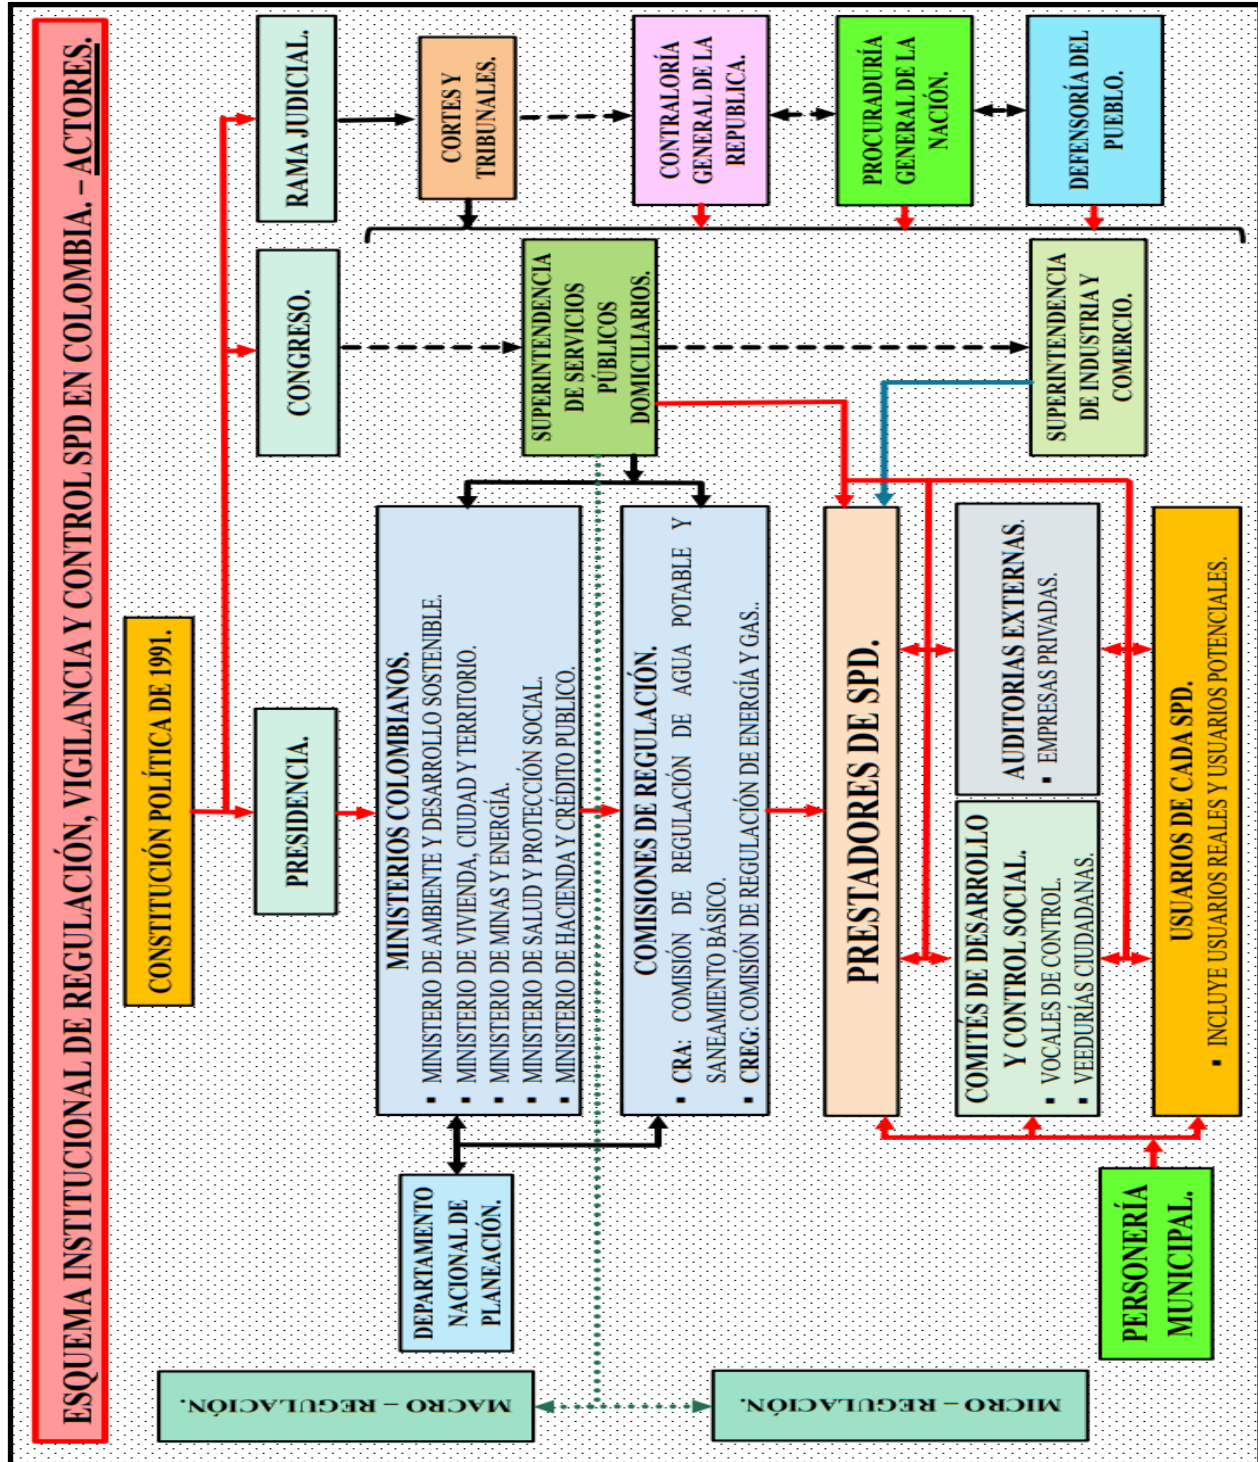 ESQUEMA INSTITUCIONAL DE REGULACIÓN, VIGILANCIA Y CONTROL SPD EN COLOMBIA. – ACTORES.
CONSTITUCIÓN POLÍTICA DE 1991.
PRESIDENCIA.
CONGRESO.
RAMA JUDICIAL.
MINISTERIOS COLOMBIANOS.
▪ MINISTERIO DE AMBIENTE Y DESARROLLO SOSTENIBLE.
▪ MINISTERIO DE VIVIENDA, CIUDAD Y TERRITORIO.
▪ MINISTERIO DE MINAS Y ENERGÍA.
▪ MINISTERIO DE SALUD Y PROTECCIÓN SOCIAL.
▪ MINISTERIO DE HACIENDA Y CRÉDITO PUBLICO.
CORTES Y
TRIBUNALES.
DEPARTAMENTO
NACIONAL DE
PLANEACIÓN.
SUPERINTENDENCIA
DE SERVICIOS
PÚBLICOS
DOMICILIARIOS.
COMISIONES DE REGULACIÓN.
▪ CRA: COMISIÓN DE REGULACIÓN DE AGUA POTABLE Y
SANEAMIENTO BÁSICO.
▪ CREG: COMISIÓN DE REGULACIÓN DE ENERGÍA Y GAS..
CONTRALORÍA
GENERAL DE LA
REPUBLICA.
MACRO – REGULACIÓN.
MICRO – REGULACIÓN.
PRESTADORES DE SPD.
PROCURADURÍA
GENERAL DE LA
NACIÓN.
COMITÉS DE DESARROLLO
Y CONTROL SOCIAL.
▪ VOCALES DE CONTROL.
▪ VEEDURÍAS CIUDADANAS.
AUDITORIAS EXTERNAS.
▪ EMPRESAS PRIVADAS.
SUPERINTENDENCIA
DE INDUSTRIA Y
COMERCIO.
DEFENSORÍA DEL
PUEBLO.
PERSONERÍA
MUNICIPAL.
USUARIOS DE CADA SPD.
▪ INCLUYE USUARIOS REALES Y USUARIOS POTENCIALES.